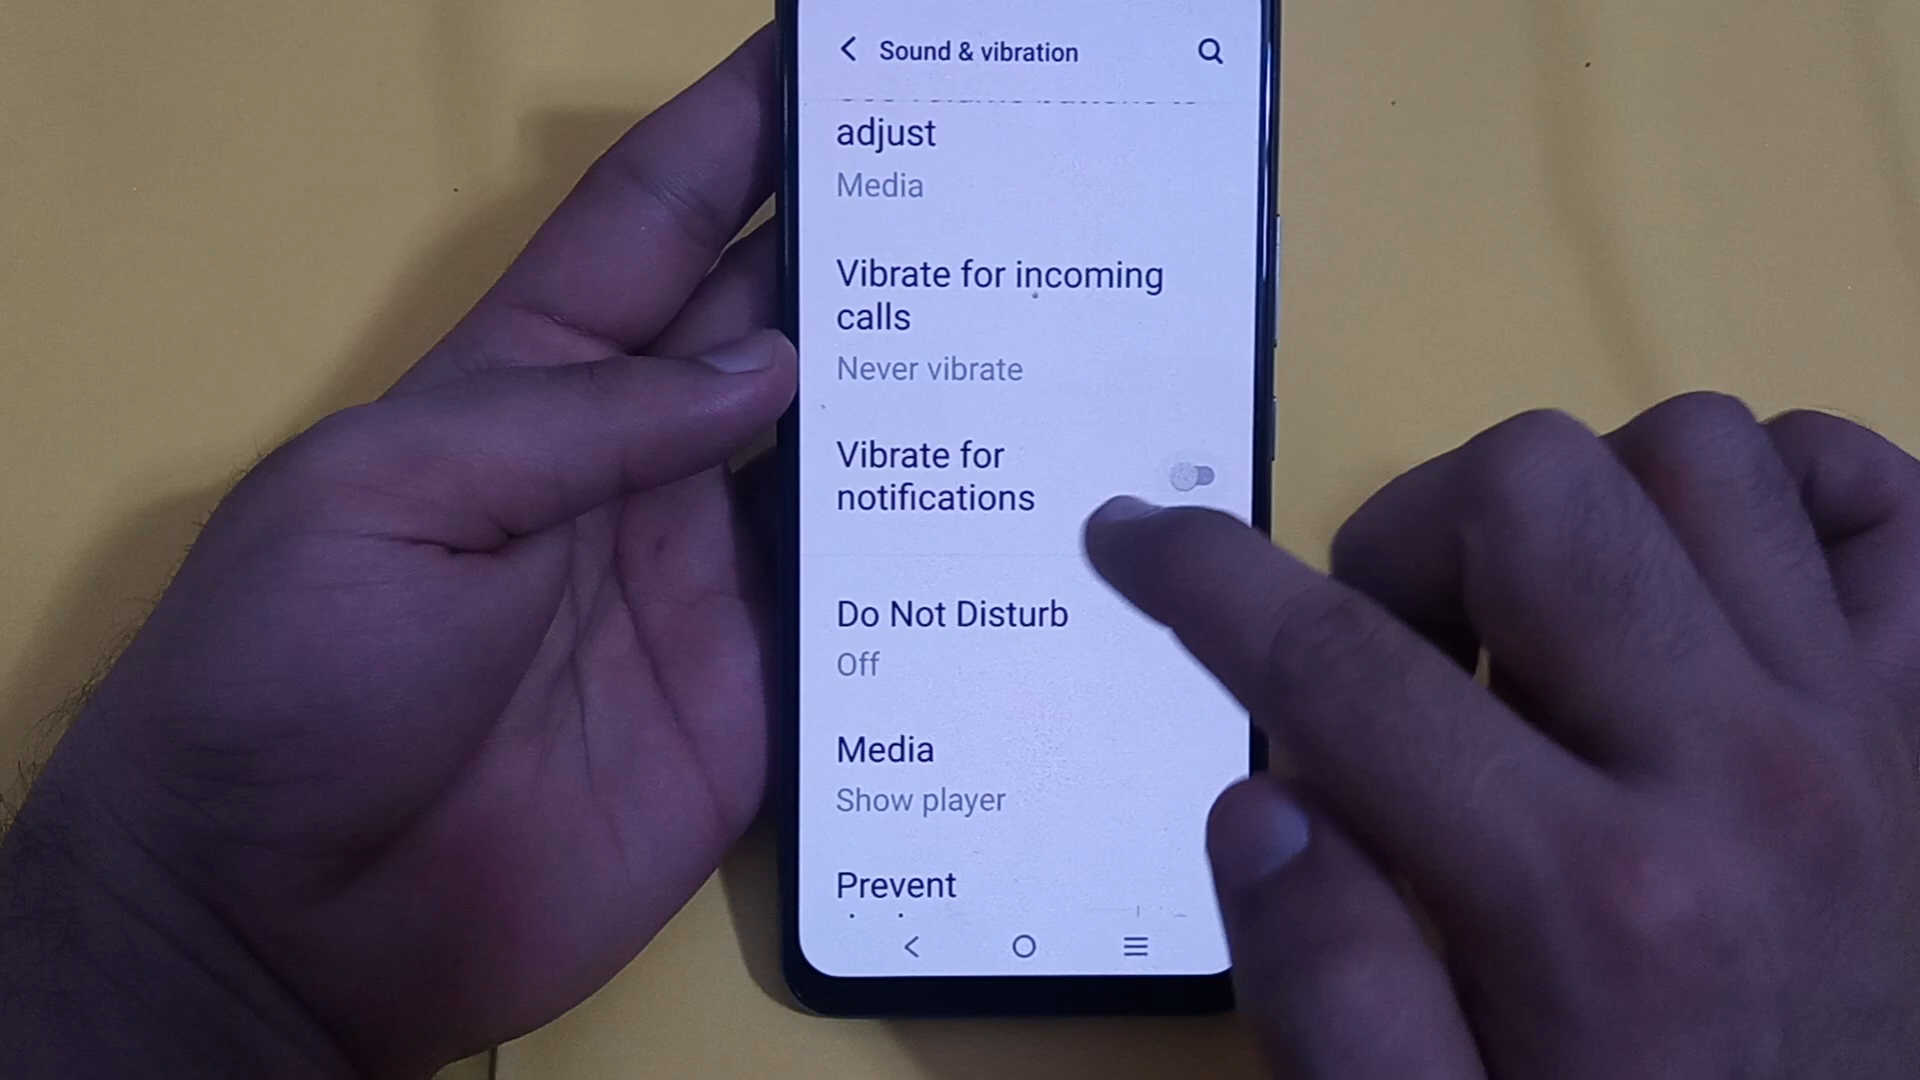 Sound & vibration
adjust
Media
Vibrate for incoming
calls
Never vibrate
Vibrate for
notifications
Do Not Disturb
Off
Media
Show player
Prevent